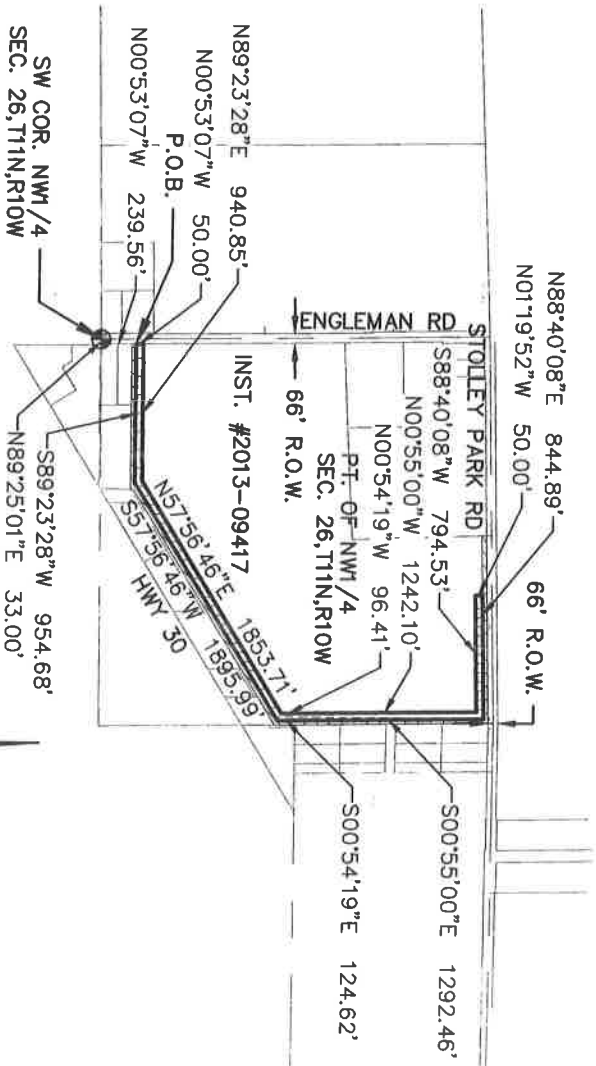 N88°40'08"E 844.89'
N01°19'52"W 50.00'
66' R.O.W.
STOLLEY PARK RD
S88°40'08"W 794.53'
N00°55'00"W 1242.10'
N00°54'19"W 96.41'
PT. OF NW1/4
SEC. 26,T11N,R10W
66' R.O.W.
ENGLEMAN RD
INST. #2013-09417
S00°55'00"E 1292.46'
S00°54'19"E 124.62'
N57°56'46"E 1853.71'
S57°56'46"W 1895.99'
HWY 30
N89°23'28"E 940.85'
N00°53'07"W 50.00'
P.O.B.
N00°53'07"W 239.56'
S89°23'28"W 954.68'
N89°25'01"E 33.00'
SW COR. NW1/4
SEC. 26,T11N,R10W